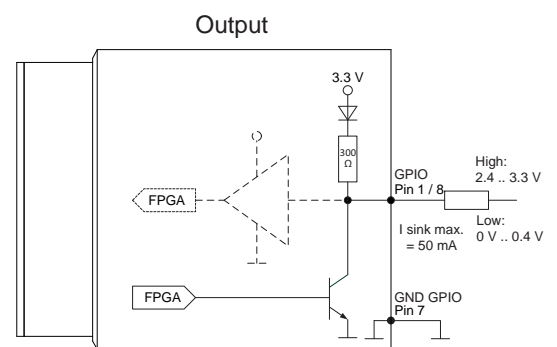 Output
3.3 V
300
Ω
FPGA
GPIO
Pin 1 / 8
High:
2.4 .. 3.3 V
I sink max.
= 50 mA
Low:
0 V .. 0.4 V
FPGA
GND GPIO
Pin 7